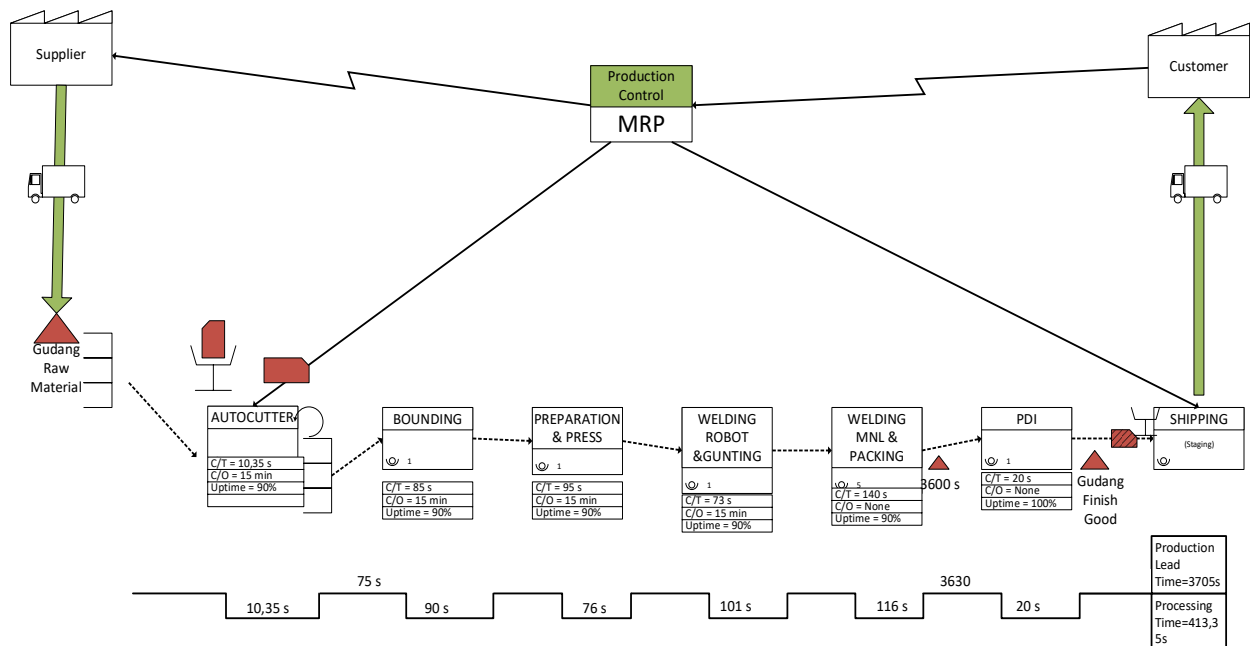 Supplier
Production
Control
MRP
Customer
Gudang
Raw
Material
AUTOCUTTER
C/T = 10,35 s
C/O = 15 min
Uptime = 90%
BOUNDING
1
C/T = 85 s
C/O = 15 min
Uptime = 90%
PREPARATION
& PRESS
1
C/T = 95 s
C/O = 15 min
Uptime = 90%
WELDING
ROBOT
&GUNTING
1
C/T = 73 s
C/O = 15 min
Uptime = 90%
WELDING
MNL &
PACKING
5
C/T = 140 s
C/O = None
Uptime = 90%
3600 s
PDI
1
C/T = 20 s
C/O = None
Uptime = 100%
Gudang
Finish
Good
SHIPPING
(Staging)
75 s
3630
10,35 s
90 s
76 s
101 s
116 s
20 s
Production
Lead
Time=3705s
Processing
Time=413,3
5s